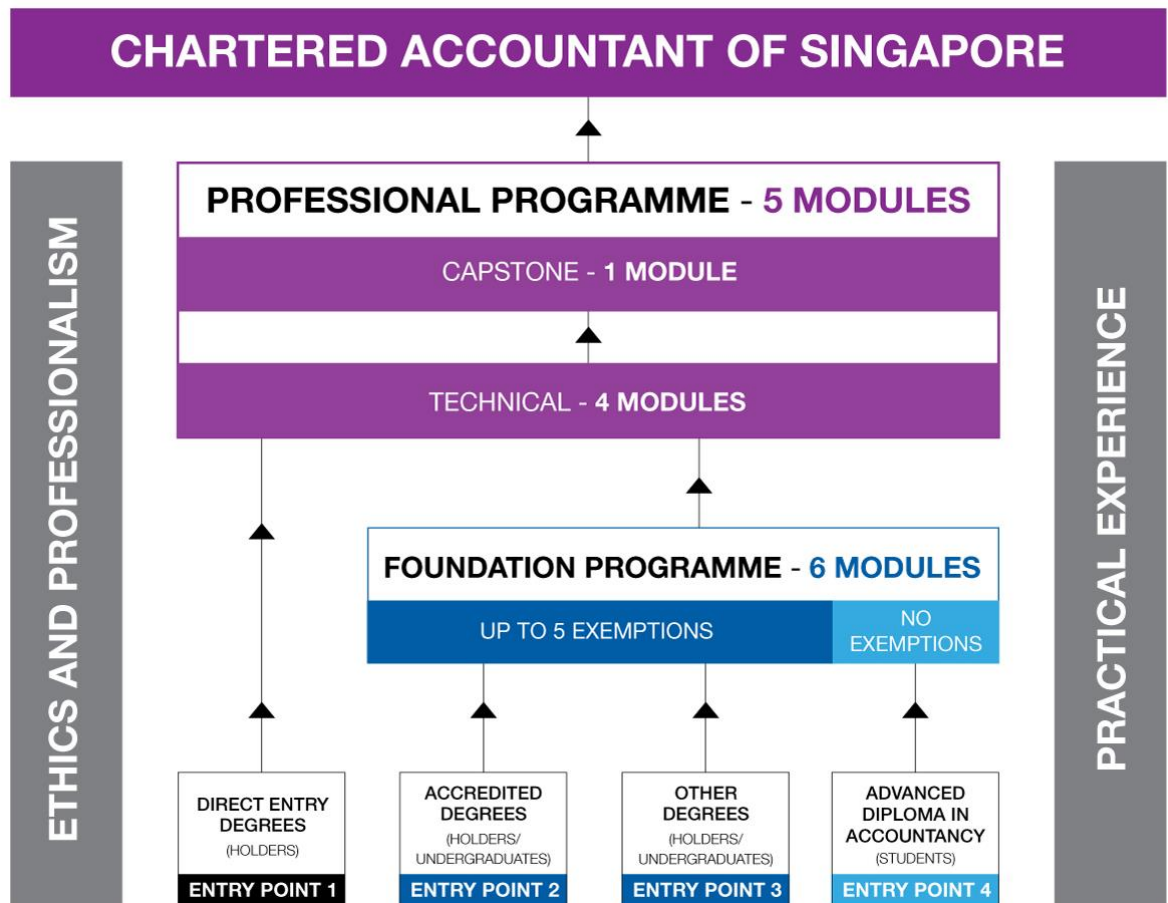 CHARTERED ACCOUNTANT OF SINGAPORE
ETHICS AND PROFESSIONALISM
PROFESSIONAL PROGRAMME - 5 MODULES
CAPSTONE - 1 MODULE
TECHNICAL - 4 MODULES
FOUNDATION PROGRAMME - 6 MODULES
UP TO 5 EXEMPTIONS
NO
EXEMPTIONS
DIRECT ENTRY
DEGREES
(HOLDERS)
ENTRY POINT 1
ACCREDITED
DEGREES
(HOLDERS/
UNDERGRADUATES)
ENTRY POINT 2
OTHER
DEGREES
(HOLDERS/
UNDERGRADUATES)
ENTRY POINT 3
ADVANCED
DIPLOMA IN
ACCOUNTANCY
(STUDENTS)
ENTRY POINT 4
PRACTICAL EXPERIENCE